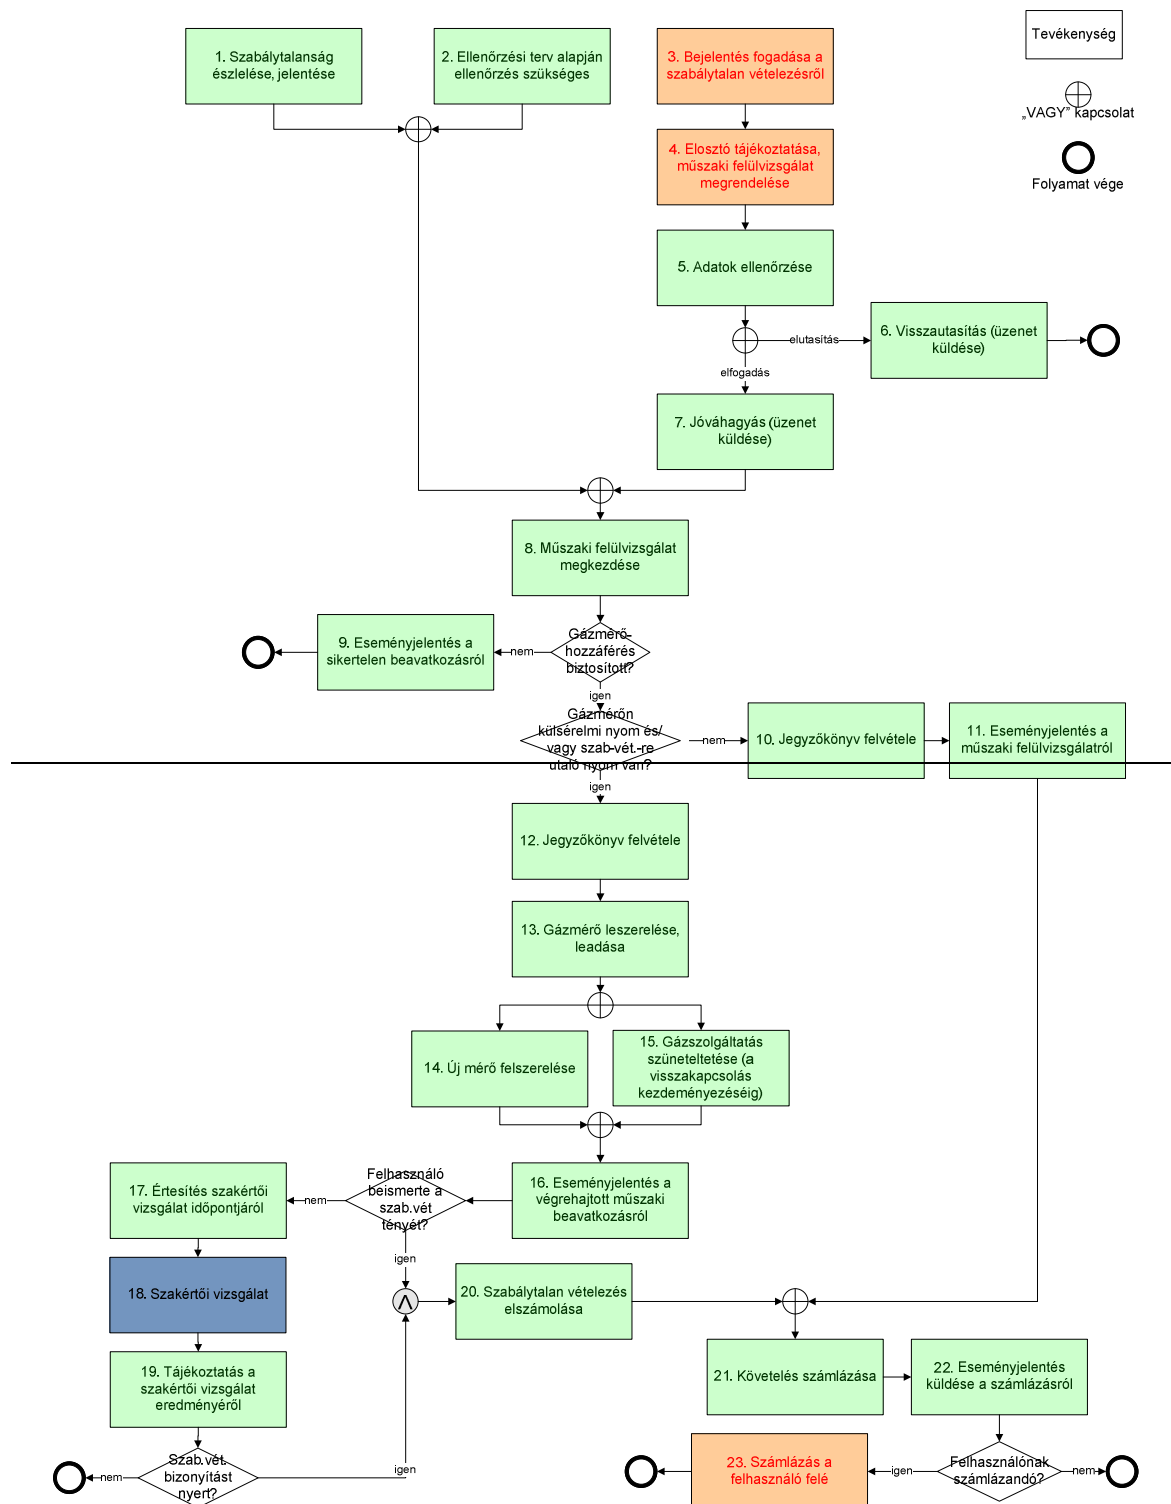 1. Szabálytalanság
észlelése, jelentése
2. Ellenőrzési terv alapján
ellenőrzés szükséges
3. Bejelentés fogadása a
szabálytalan vételezésről
Tevékenység
„VAGY” kapcsolat
Folyamat vége
4. Elosztó tájékoztatása,
műszaki felülvizsgálat
megrendelése
5. Adatok ellenőrzése
elutasítás
6. Visszautasítás (üzenet
küldése)
elfogadás
7. Jóváhagyás (üzenet
küldése)
8. Műszaki felülvizsgálat
megkezdése
9. Eseményjelentés a
sikertelen beavatkozásról
nem
Gázmérő-
hozzáférés
biztosított?
igen
Gázmérőn
külsérelmi nyom és/
vagy szab-vét.-re
utaló nyom van?
nem
10. Jegyzőkönyv felvétele
11. Eseményjelentés a
műszaki felülvizsgálatról
igen
12. Jegyzőkönyv felvétele
13. Gázmérő leszerelése,
leadása
14. Új mérő felszerelése
15. Gázszolgáltatás
szüneteltetése (a
visszakapcsolás
kezdeményezéséig)
16. Eseményjelentés a
végrehajtott műszaki
beavatkozásról
Felhasználó
beismerte a
szab.vét
tényét?
nem
17. Értesítés szakértői
vizsgálat időpontjáról
igen
18. Szakértői vizsgálat
20. Szabálytalan vételezés
elszámolása
19. Tájékoztatás a
szakértői vizsgálat
eredményéről
21. Követelés számlázása
22. Eseményjelentés
küldése a számlázásról
nem
Szab.vét.
bizonyítást
nyert?
igen
23. Számlázás a
felhasználó felé
igen
Felhasználónak
számlázandó?
nem